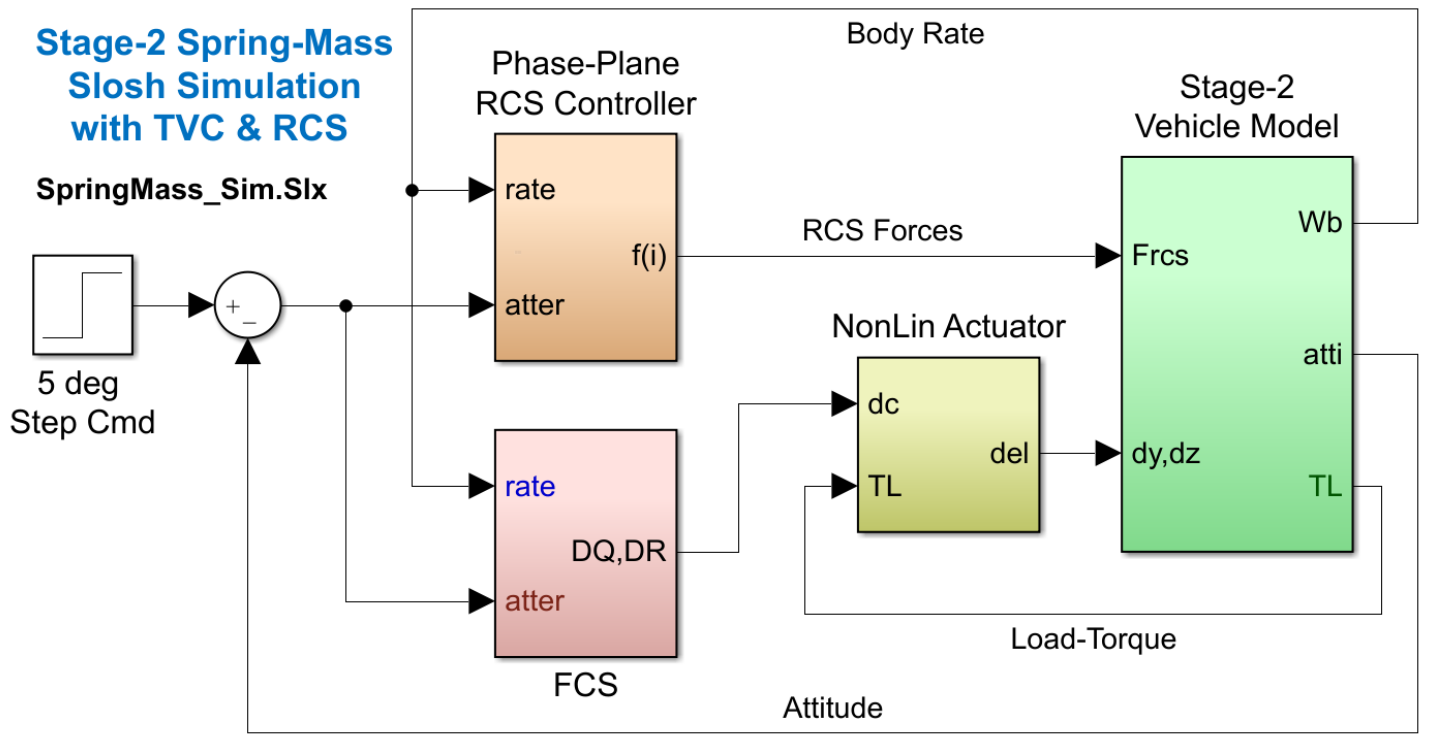 Stage-2 Spring-Mass
Slosh Simulation
with TVC & RCS
SpringMass_Sim.Slx
Body Rate
Phase-Plane
RCS Controller
rate
f(i)
atter
RCS Forces
Stage-2
Vehicle Model
Wb
Frcs
atti
dy,dz
TL
+
−
5 deg
Step Cmd
NonLin Actuator
dc
del
TL
rate
DQ,DR
atter
FCS
Load-Torque
Attitude